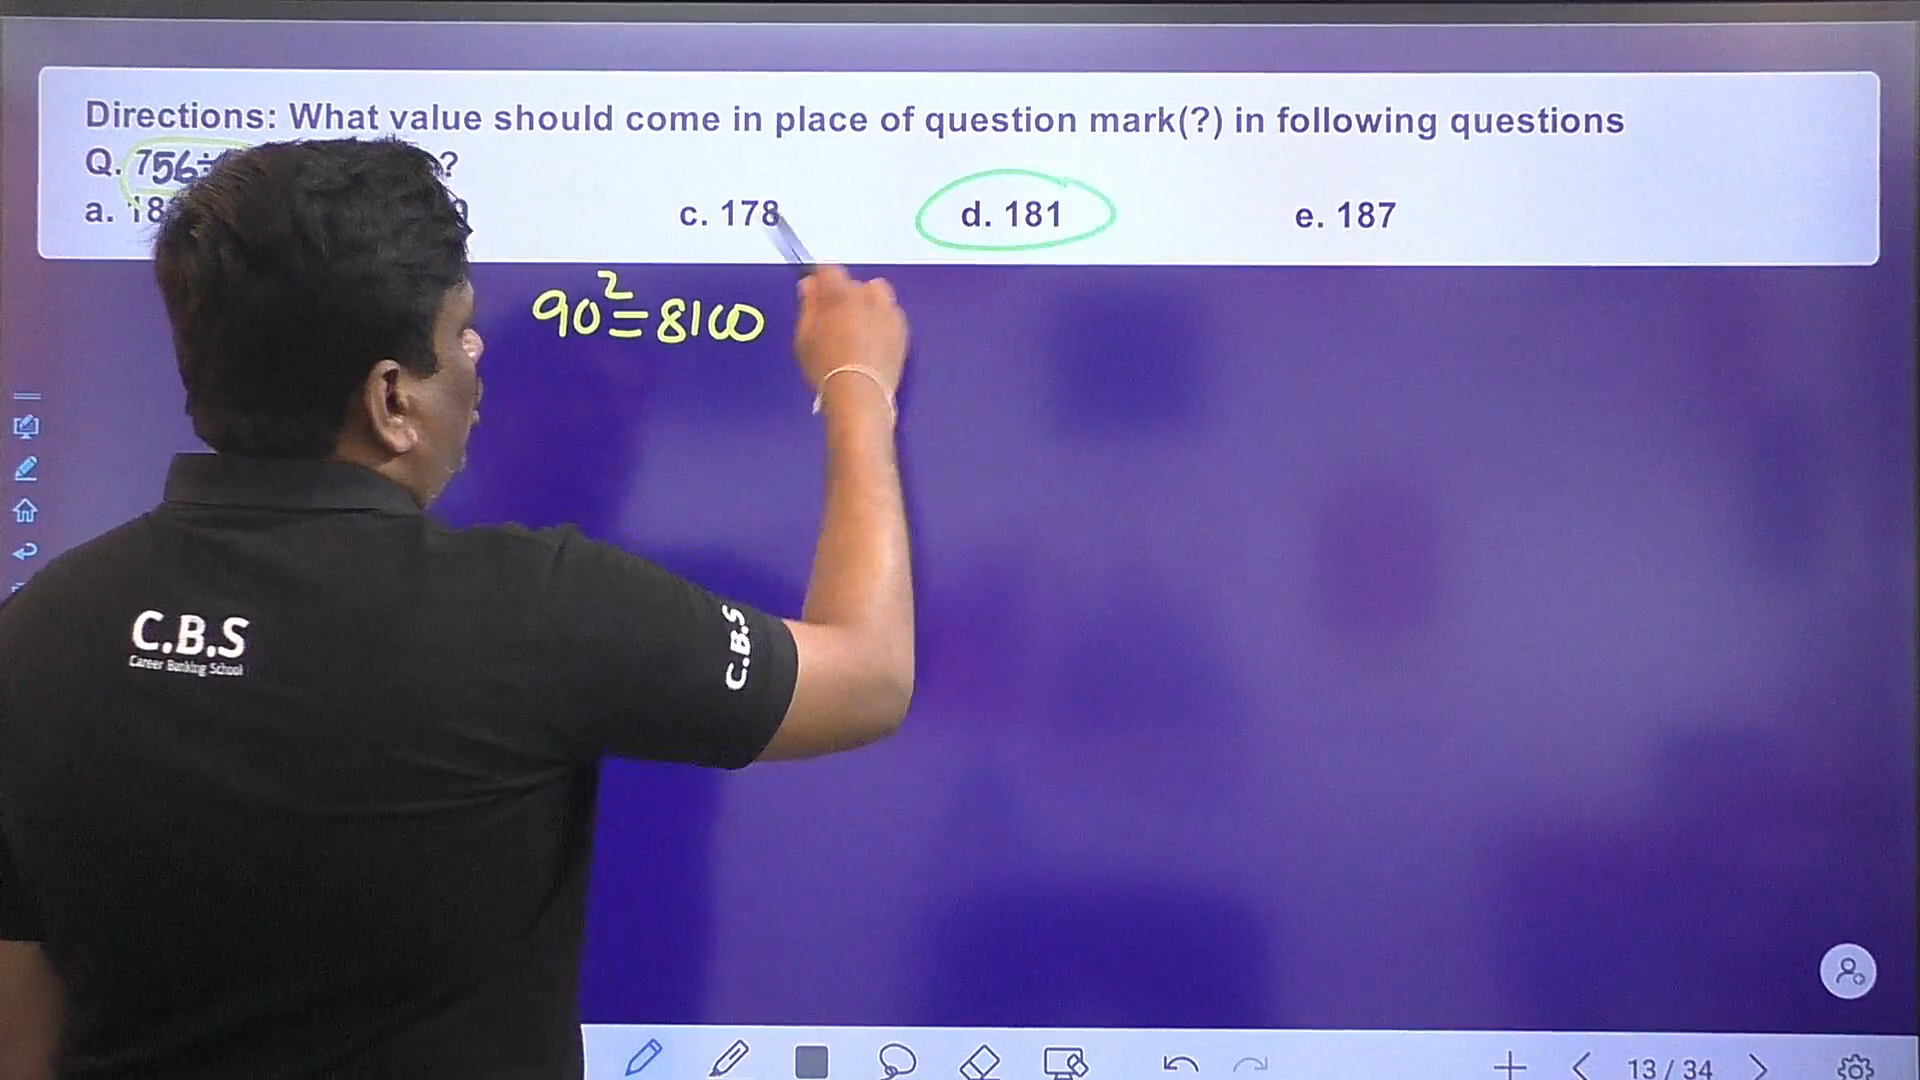 Directions: What value should come in place of question mark(?) in following questions
Q. 756÷ ?
a. 18 c. 178 d. 181 e. 187
90²=8100
C.B.S
Career Banking School
C.B.S
13 / 34